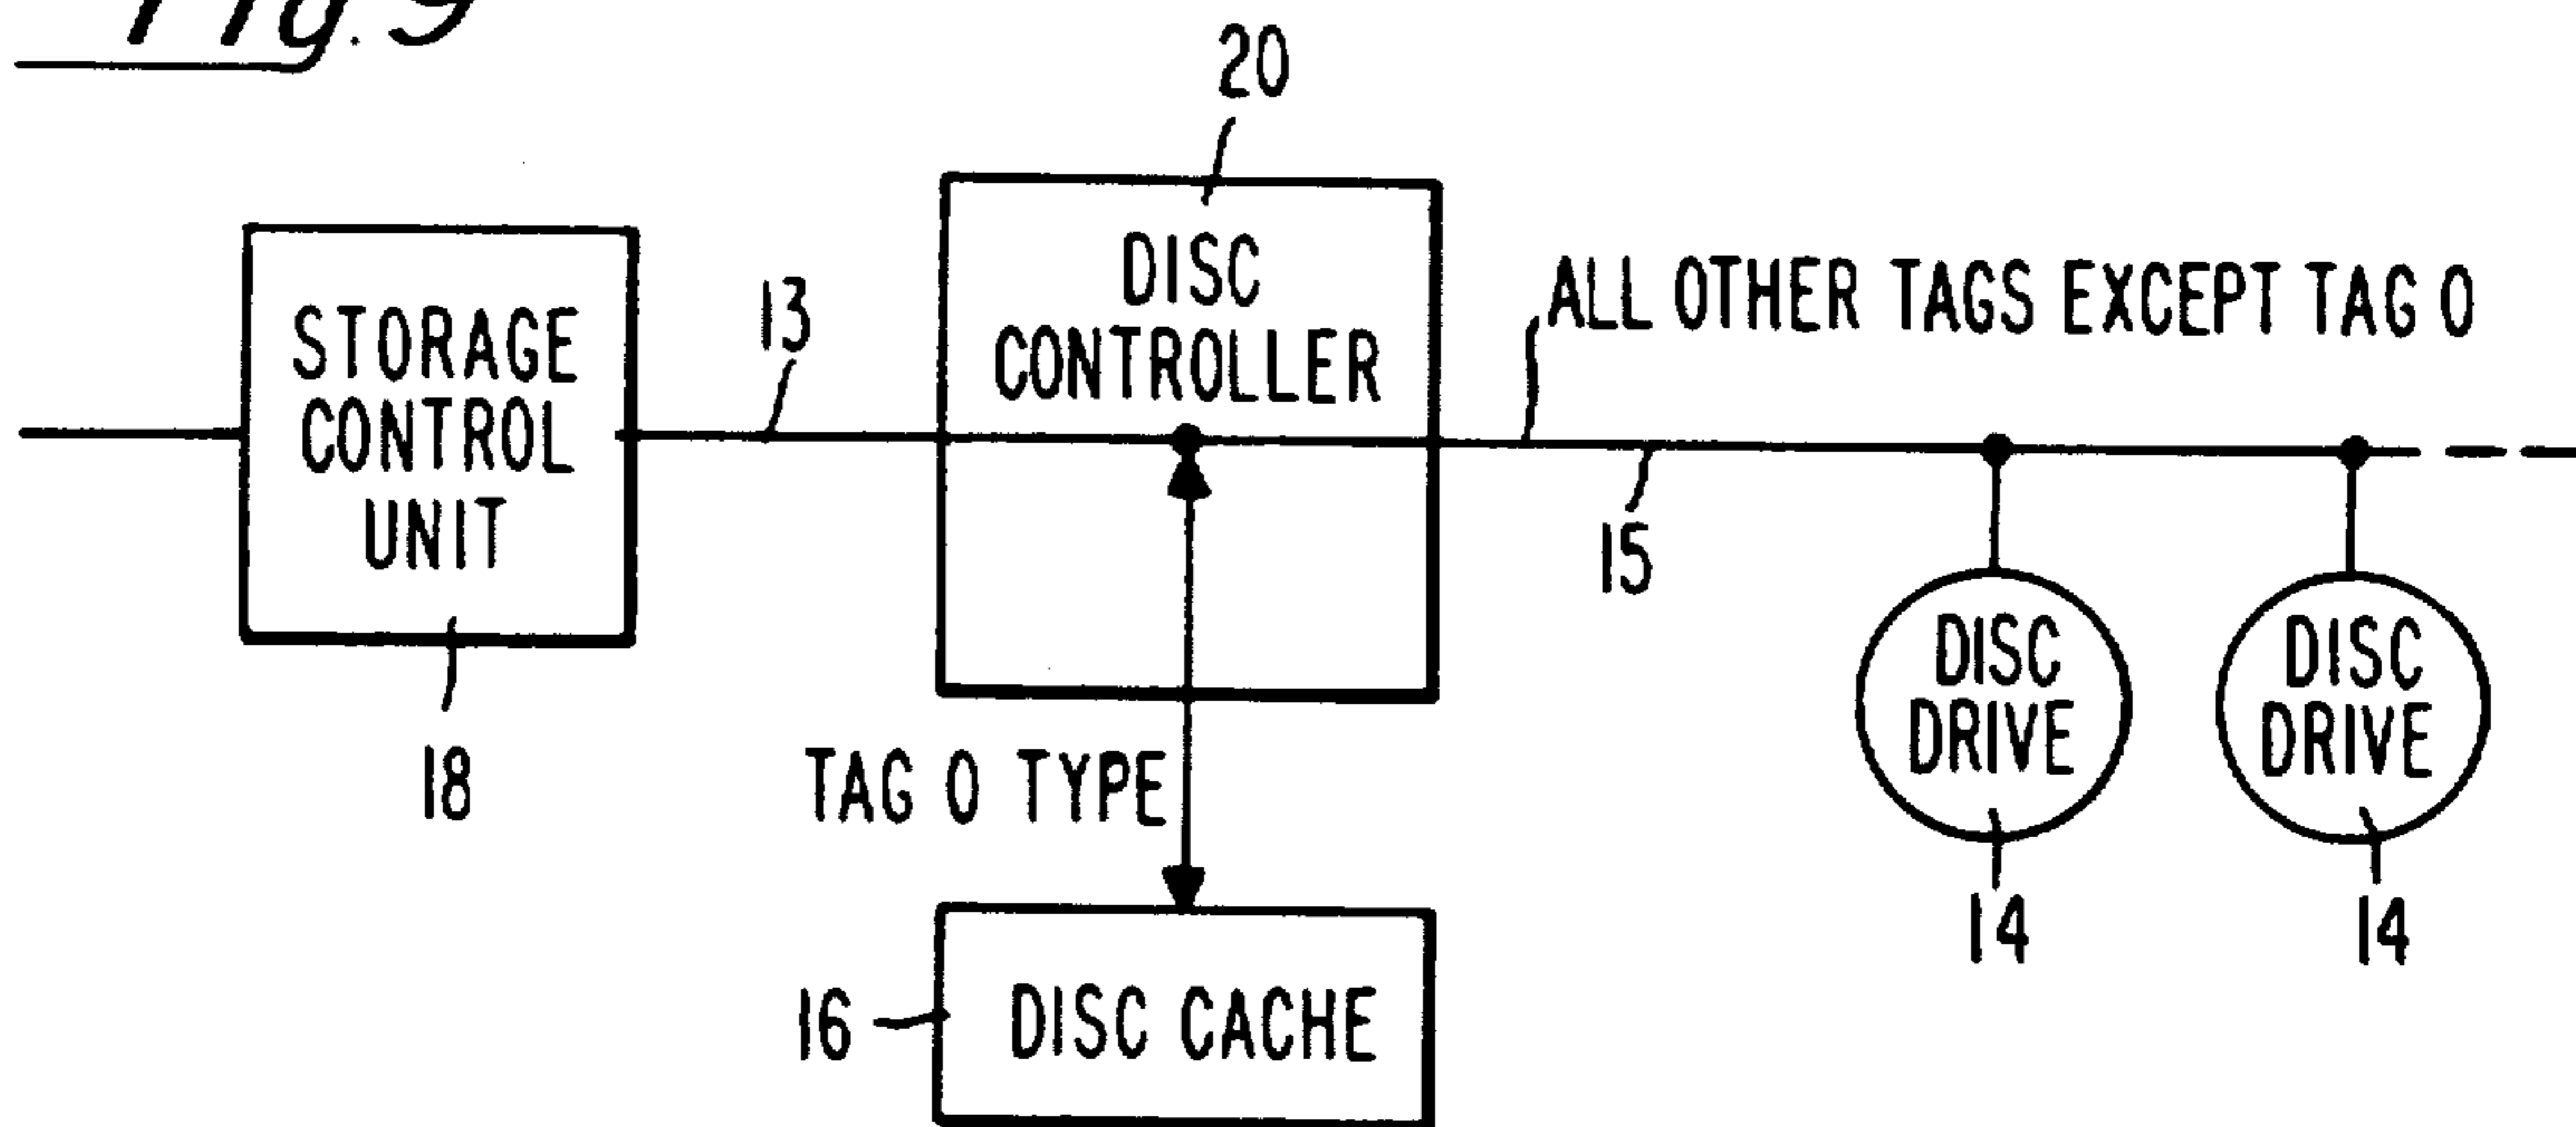 Fig. 9
20
DISC
CONTROLLER
ALL OTHER TAGS EXCEPT TAG 0
13
STORAGE
CONTROL
UNIT
15
18
TAG 0 TYPE
DISC
DRIVE
DISC
DRIVE
14
14
16
DISC CACHE